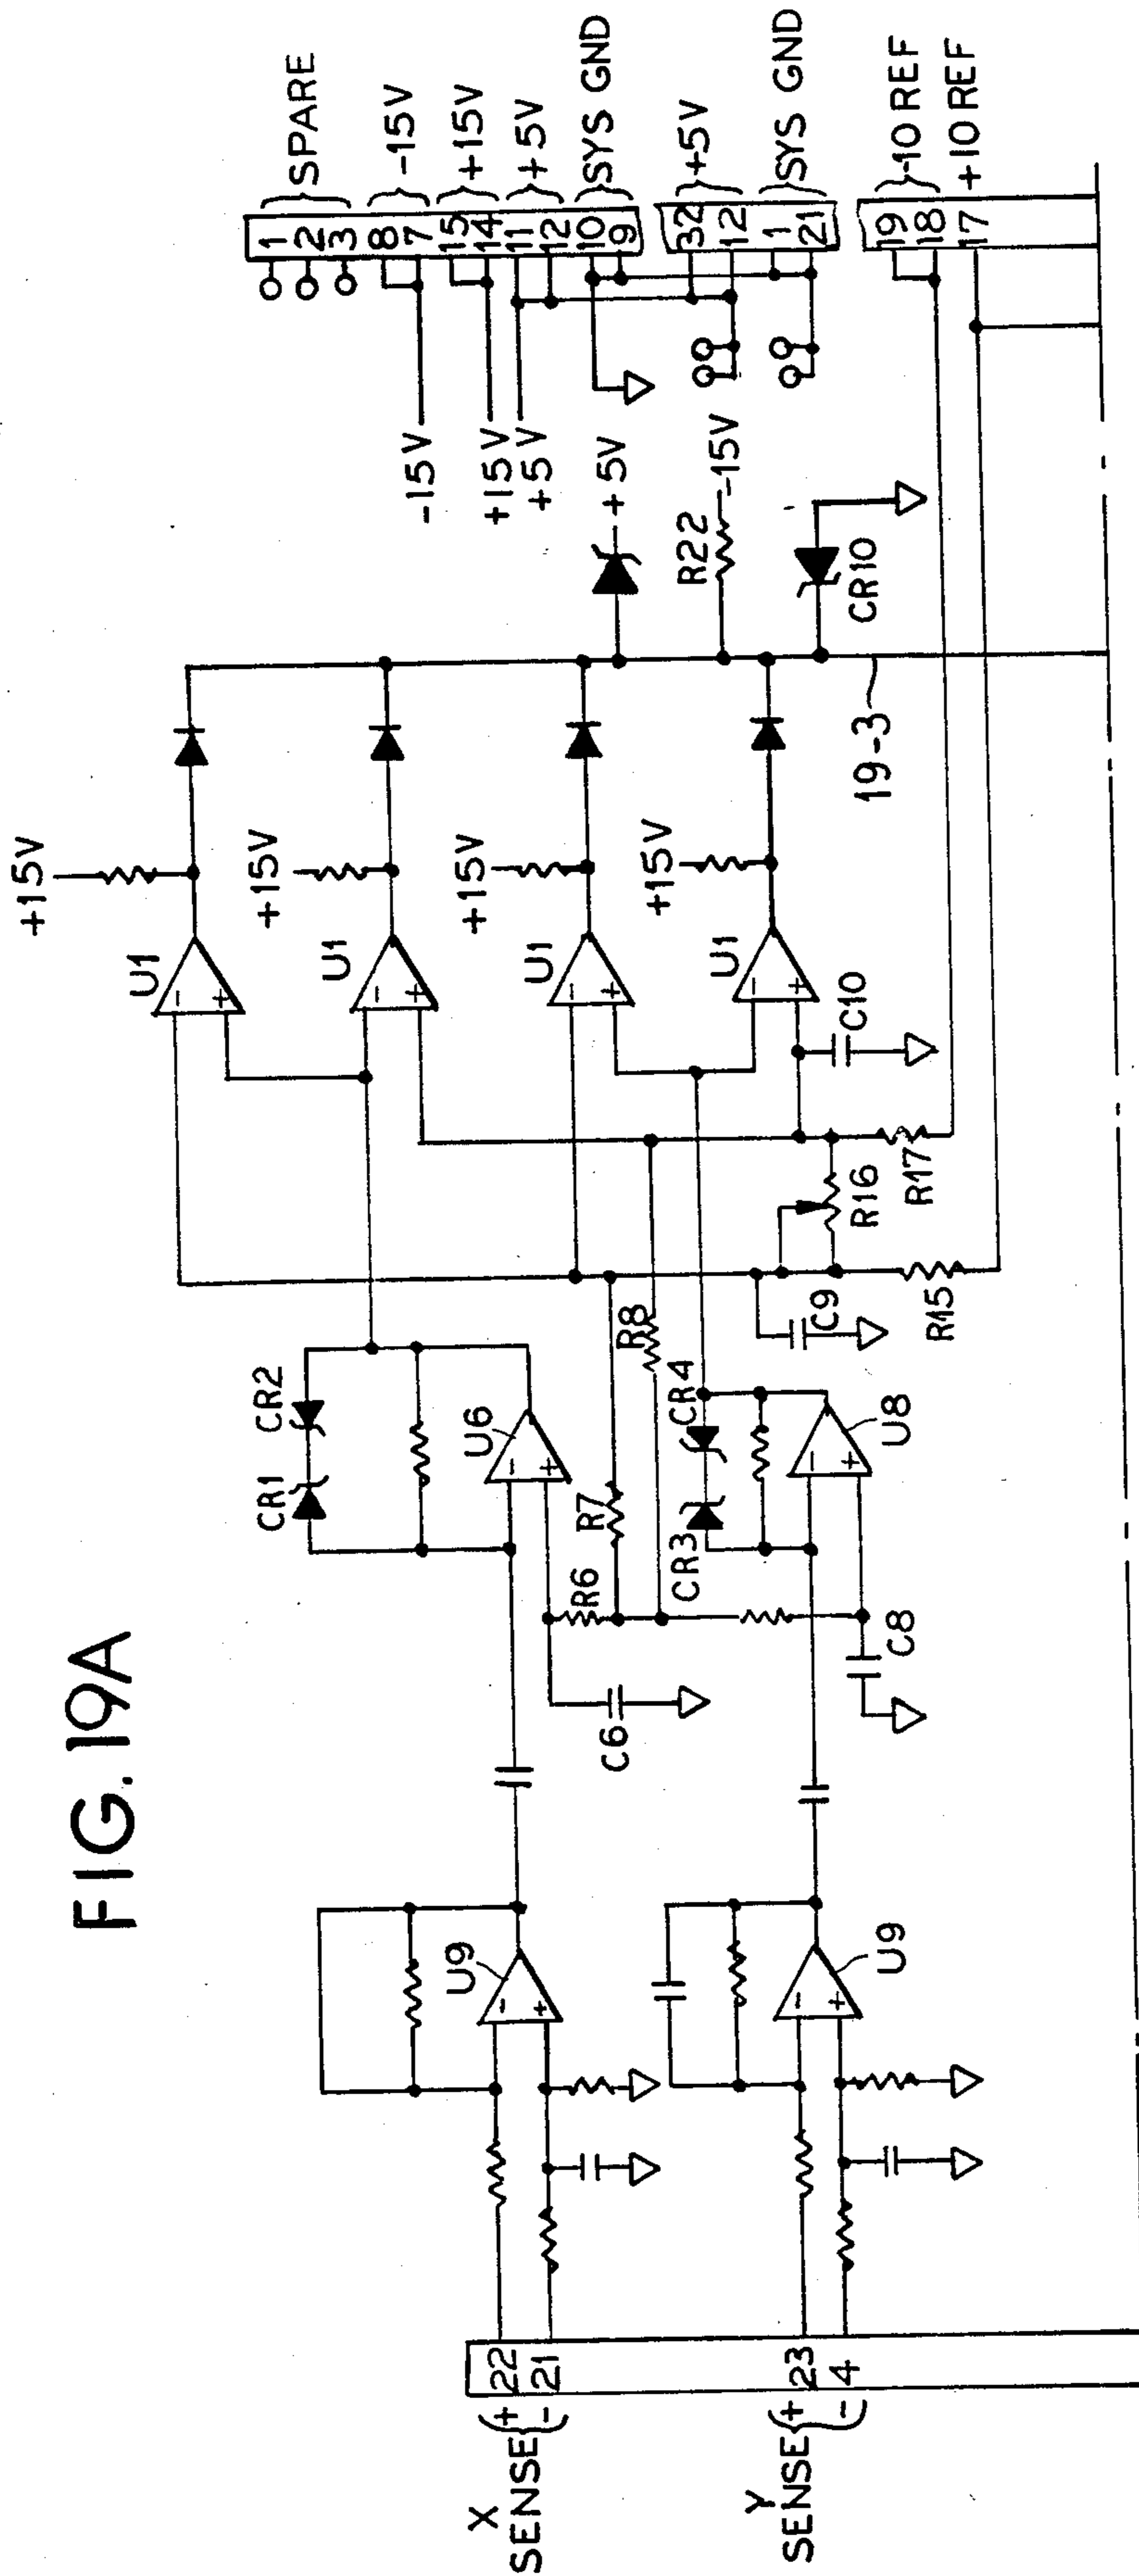 FIG. 19A
X
SENSE
+
-
22
21
Y
SENSE
+
-
23
4
U9
-
+
U9
-
+
C6
C8
R6
R7
R8
CR1
CR2
U6
-
+
CR3
CR4
U8
-
+
C9
R15
R16
R17
C10
U1
-
+
+15V
U1
-
+
+15V
U1
-
+
+15V
U1
-
+
+15V
19-3
+5V
R22
-15V
CR10
-15V
+15V
+5V
1
2
3
SPARE
8
7
-15V
15
14
+15V
11
12
+5V
10
9
SYS GND
32
12
+5V
1
21
SYS GND
19
18
-10 REF
17
+10 REF